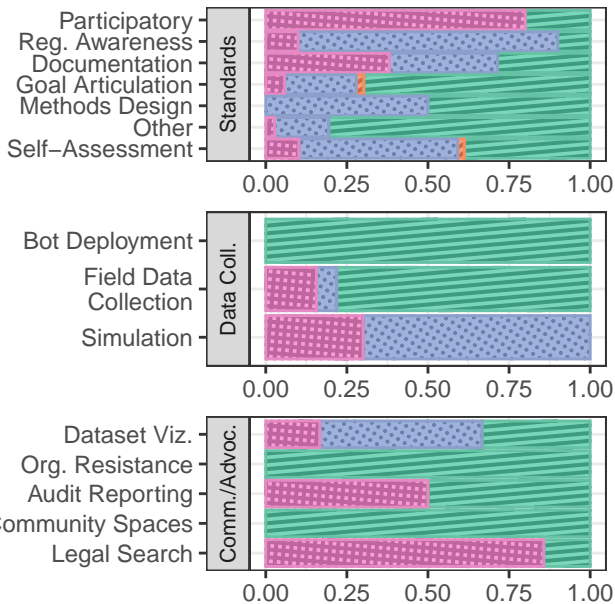 Participatory
Reg. Awareness
Documentation
Goal Articulation
Methods Design
Other
Self−Assessment
Standards
0.00 0.25 0.50 0.75 1.00
Bot Deployment
Field Data
Collection
Simulation
Data Coll.
0.00 0.25 0.50 0.75 1.00
Dataset Viz.
Org. Resistance
Audit Reporting
ommunity Spaces
Legal Search
Comm./Advoc.
0.00 0.25 0.50 0.75 1.00